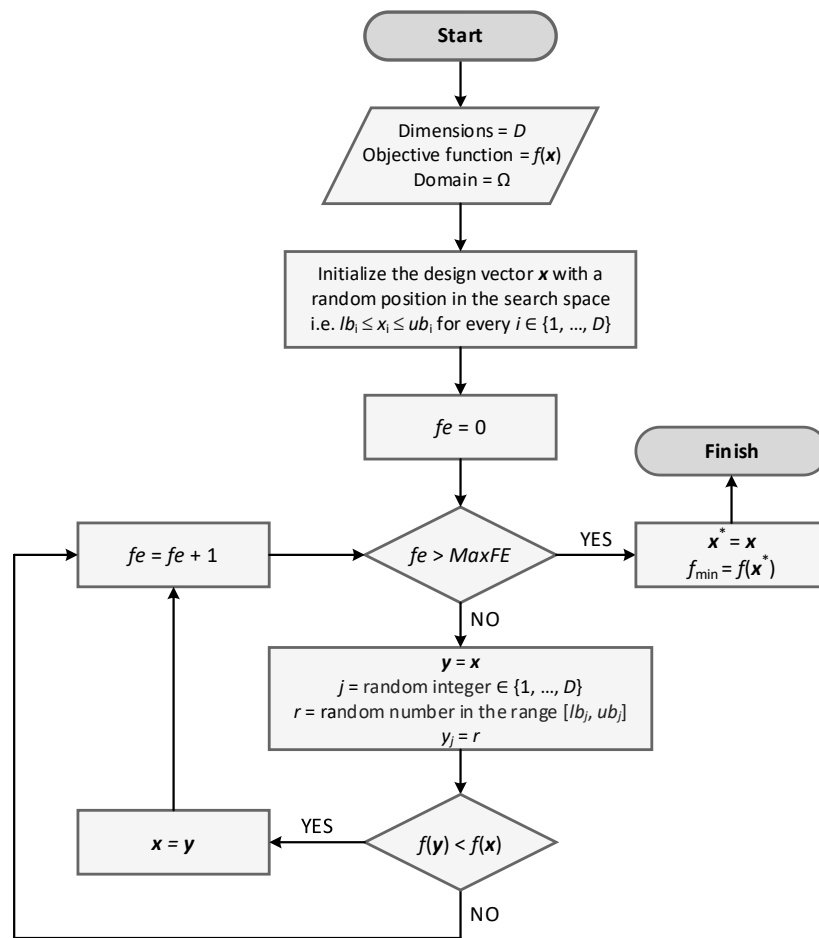 Start
Dimensions = D
Objective function = f(x)
Domain = Ω
Initialize the design vector x with a
random position in the search space
i.e. lbᵢ ≤ xᵢ ≤ ubᵢ for every i ∈ {1, …, D}
fe = 0
Finish
fe = fe + 1
fe > MaxFE
YES
x* = x
f_min = f(x*)
NO
y = x
j = random integer ∈ {1, …, D}
r = random number in the range [lbⱼ, ubⱼ]
yⱼ = r
x = y
YES
f(y) < f(x)
NO